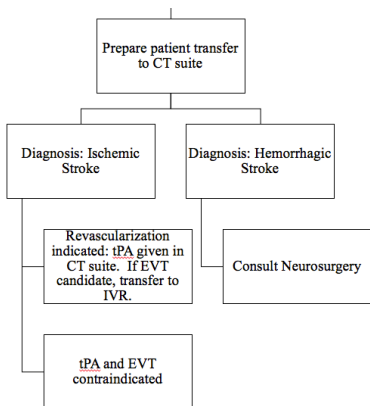 Prepare patient transfer
to CT suite
Diagnosis: Ischemic
Stroke
Diagnosis: Hemorrhagic
Stroke
Revascularization
indicated: tPA given in
CT suite. If EVT
candidate, transfer to
IVR.
Consult Neurosurgery
tPA and EVT
contraindicated